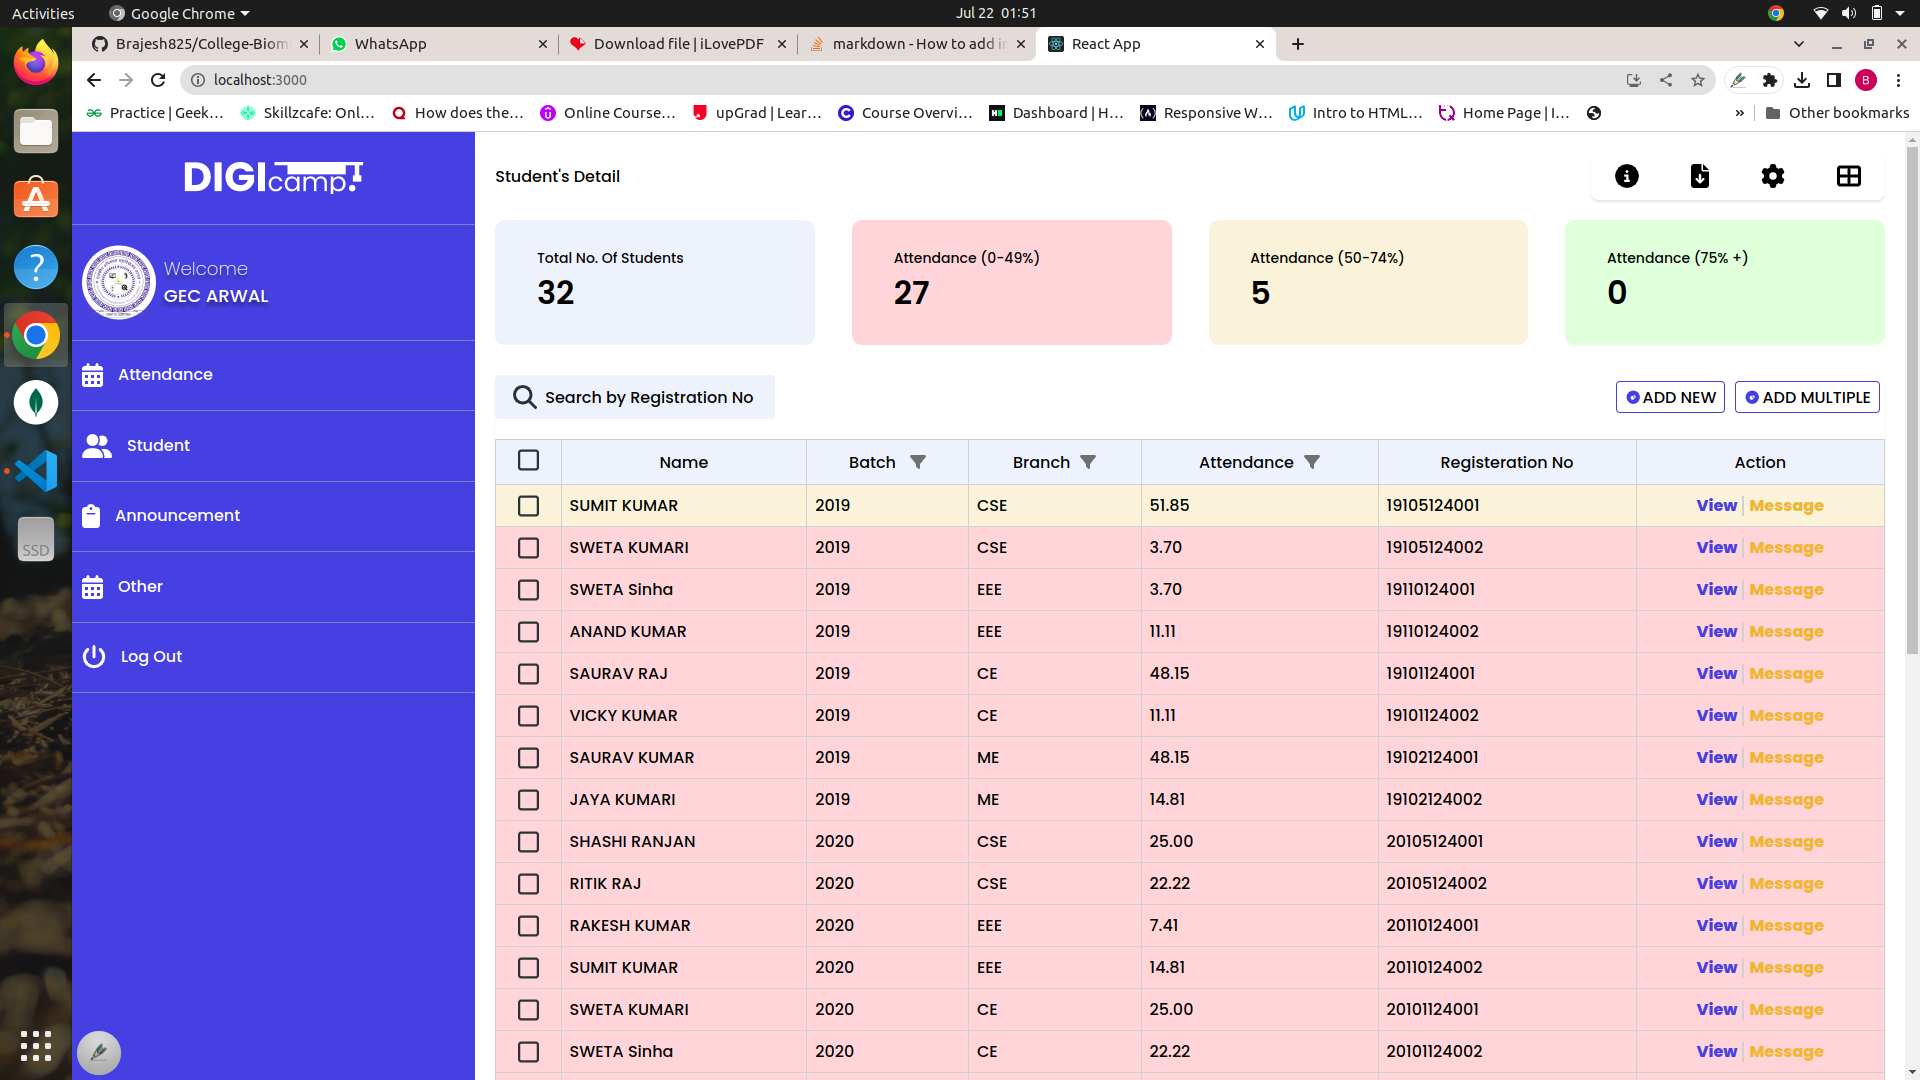 Activities Google Chrome Jul 22 01:51
Brajesh825/College-Biom WhatsApp Download file | iLovePDF markdown - How to add in React App
localhost:3000
Practice | Geek... Skillzcafe: Onl... How does the... Online Course... upGrad | Lear... Course Overvi... Dashboard | H... Responsive W... Intro to HTML... Home Page | I... » Other bookmarks
DIGIcamp
Welcome
GEC ARWAL
Attendance
Student
Announcement
Other
Log Out
SSD
Student's Detail
Total No. Of Students
32
Attendance (0-49%)
27
Attendance (50-74%)
5
Attendance (75% +)
0
Search by Registration No ADD NEW ADD MULTIPLE
Name Batch Branch Attendance Registeration No Action
SUMIT KUMAR 2019 CSE 51.85 19105124001 View | Message
SWETA KUMARI 2019 CSE 3.70 19105124002 View | Message
SWETA Sinha 2019 EEE 3.70 19110124001 View | Message
ANAND KUMAR 2019 EEE 11.11 19110124002 View | Message
SAURAV RAJ 2019 CE 48.15 19101124001 View | Message
VICKY KUMAR 2019 CE 11.11 19101124002 View | Message
SAURAV KUMAR 2019 ME 48.15 19102124001 View | Message
JAYA KUMARI 2019 ME 14.81 19102124002 View | Message
SHASHI RANJAN 2020 CSE 25.00 20105124001 View | Message
RITIK RAJ 2020 CSE 22.22 20105124002 View | Message
RAKESH KUMAR 2020 EEE 7.41 20110124001 View | Message
SUMIT KUMAR 2020 EEE 14.81 20110124002 View | Message
SWETA KUMARI 2020 CE 25.00 20101124001 View | Message
SWETA Sinha 2020 CE 22.22 20101124002 View | Message